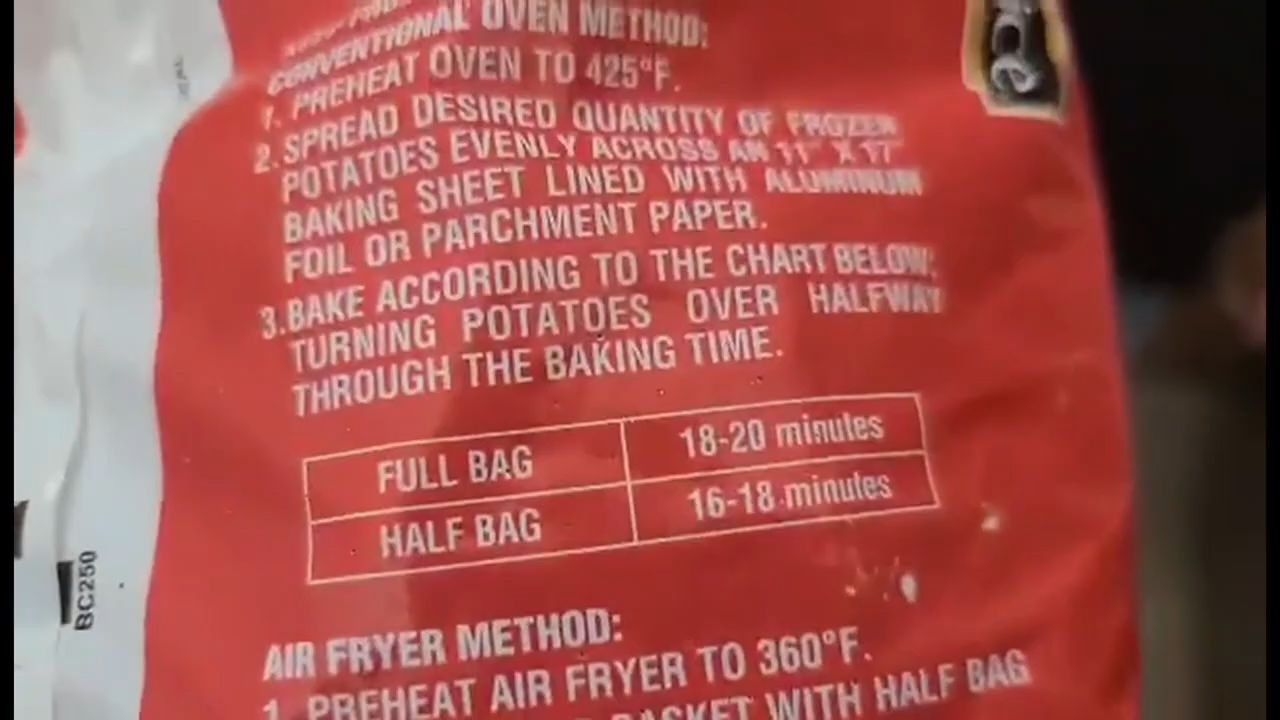 CONVENTIONAL OVEN METHOD:
1. PREHEAT OVEN TO 425°F.
2. SPREAD DESIRED QUANTITY OF FROZEN
POTATOES EVENLY ACROSS AN 11" X 17"
BAKING SHEET LINED WITH ALUMINUM
FOIL OR PARCHMENT PAPER.
3. BAKE ACCORDING TO THE CHART BELOW;
TURNING POTATOES OVER HALFWAY
THROUGH THE BAKING TIME.
FULL BAG 18-20 minutes
HALF BAG 16-18 minutes
AIR FRYER METHOD:
1. PREHEAT AIR FRYER TO 360°F.
BASKET WITH HALF BAG
BC250
ice